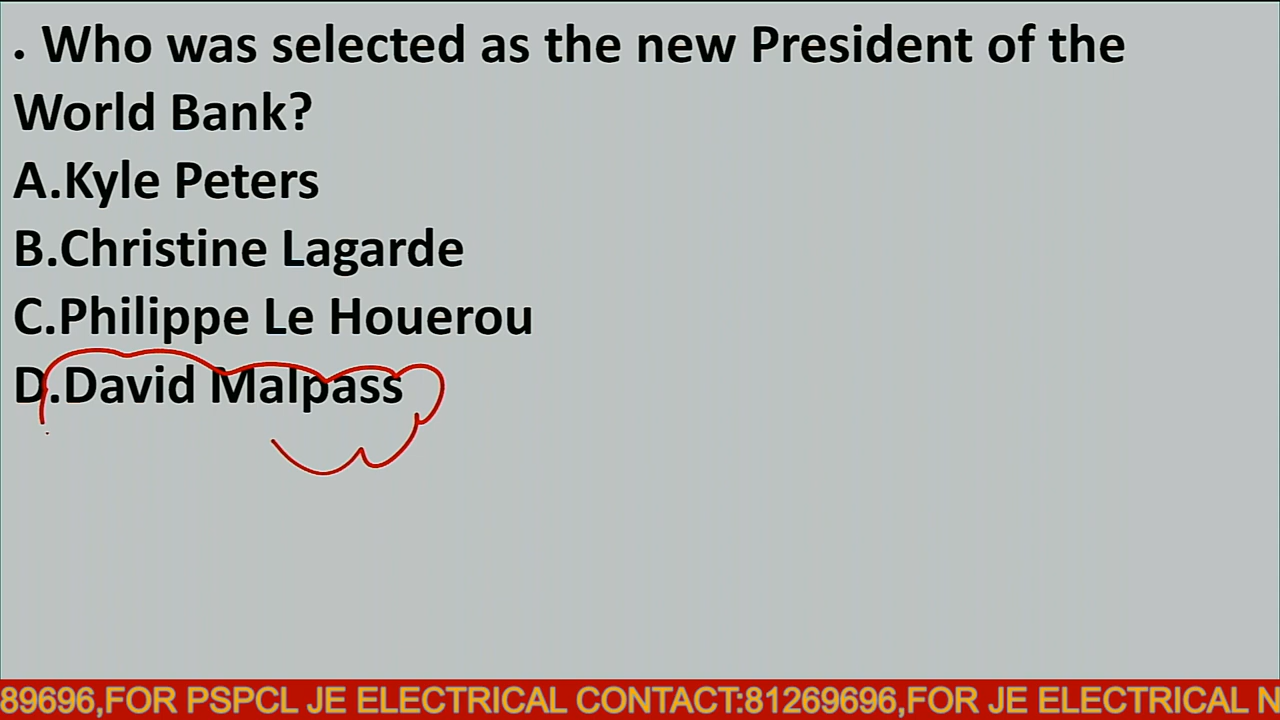 . Who was selected as the new President of the
World Bank?
A.Kyle Peters
B.Christine Lagarde
C.Philippe Le Houerou
D.David Malpass
89696,FOR PSPCL JE ELECTRICAL CONTACT:81269696,FOR JE ELECTRICAL N